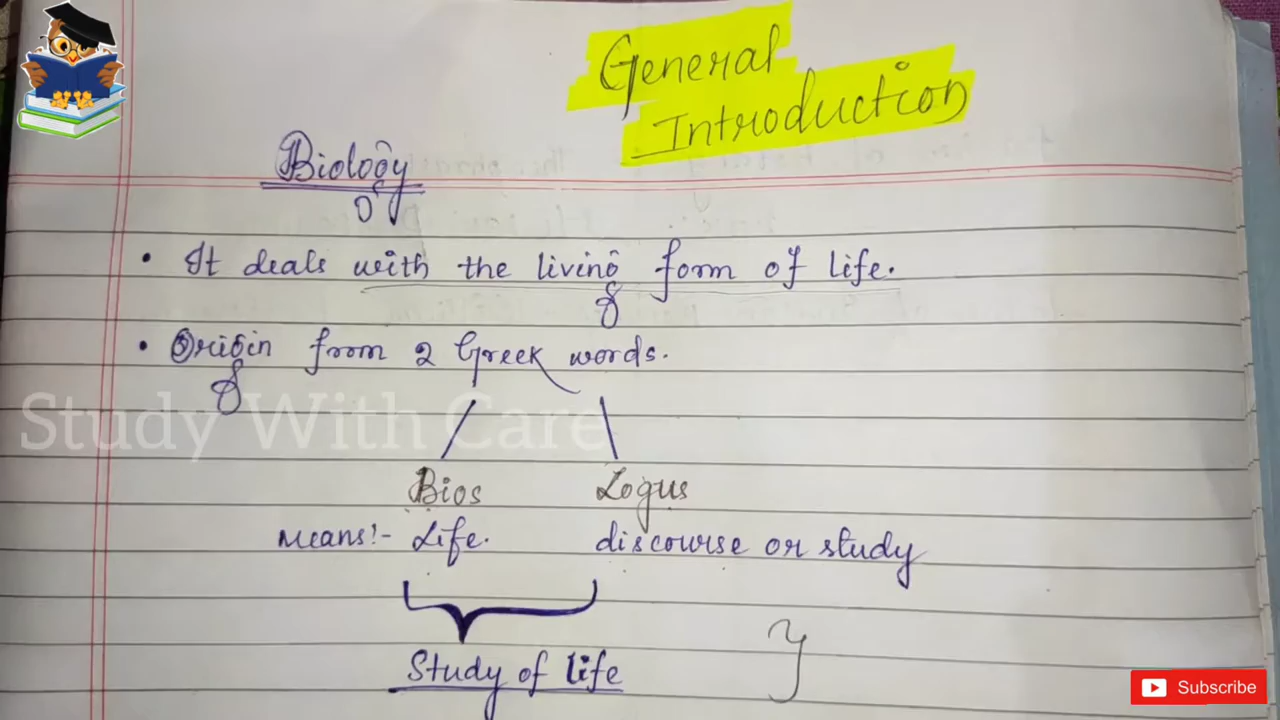 General
Introduction
Biology
• It deals with the living form of life.
• Origin from 2 Greek words.
Study With Care
Bios Logus
Means:- Life. discourse or study
Study of life
y
Subscribe